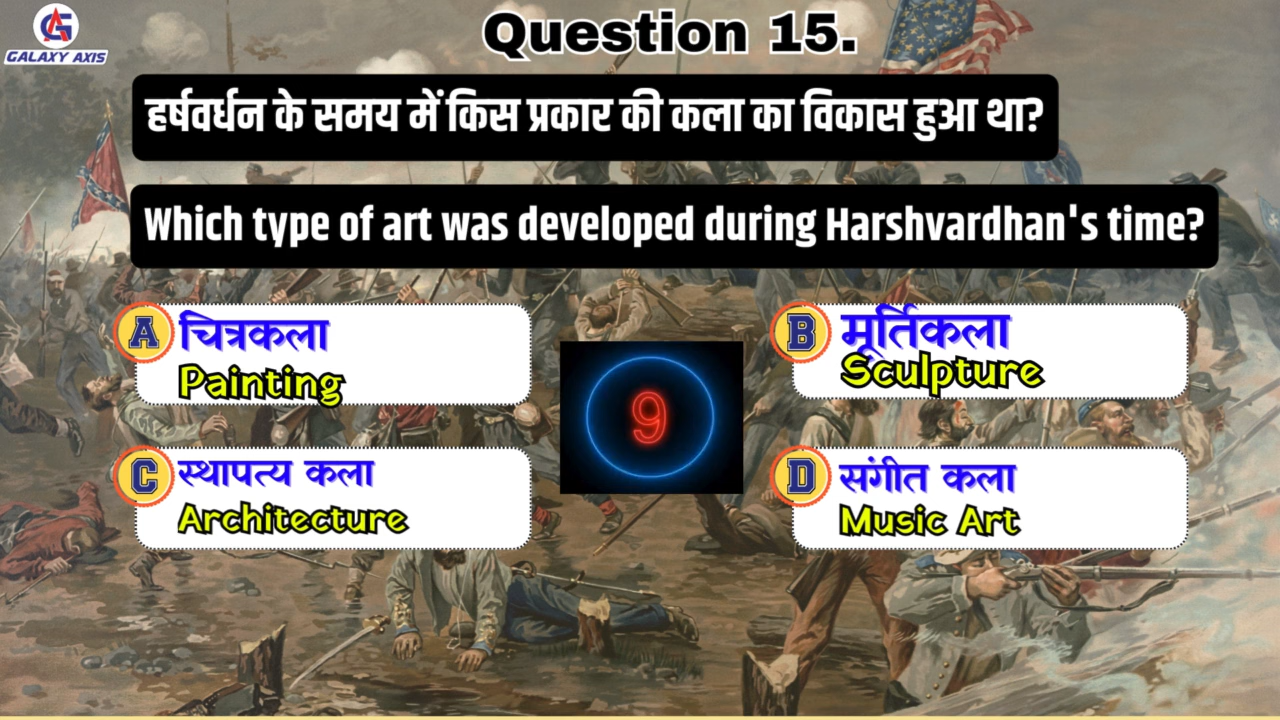 GALAXY AXIS
Question 15.
हर्षवर्धन के समय में किस प्रकार की कला का विकास हुआ था?
Which type of art was developed during Harshvardhan's time?
A चित्रकला
Painting
B मूर्तिकला
Sculpture
9
C स्थापत्य कला
Architecture
D संगीत कला
Music Art